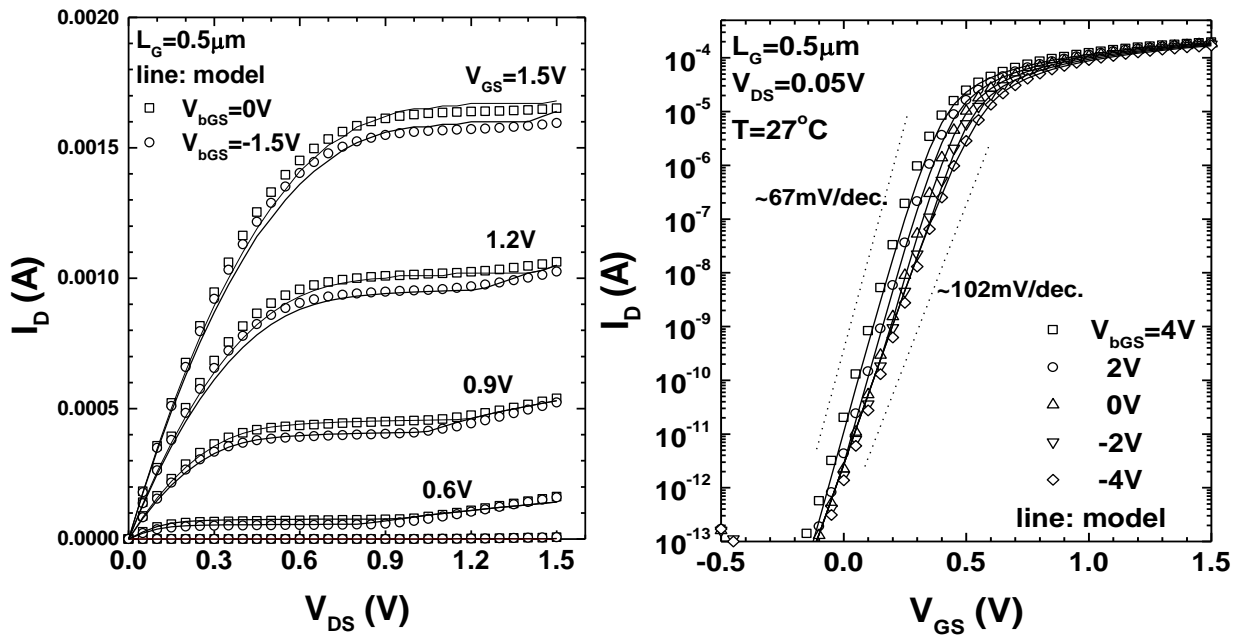 0.0020
0.0015
0.0010
0.0005
0.0000
I_D (A)
L_G=0.5μm
line: model
V_bGS=0V
V_bGS=-1.5V
V_GS=1.5V
1.2V
0.9V
0.6V
0.0 0.3 0.6 0.9 1.2 1.5
V_DS (V)
10^-4
10^-5
10^-6
10^-7
10^-8
10^-9
10^-10
10^-11
10^-12
10^-13
I_D (A)
L_G=0.5μm
V_DS=0.05V
T=27°C
~67mV/dec.
~102mV/dec.
V_bGS=4V
2V
0V
-2V
-4V
line: model
-0.5 0.0 0.5 1.0 1.5
V_GS (V)